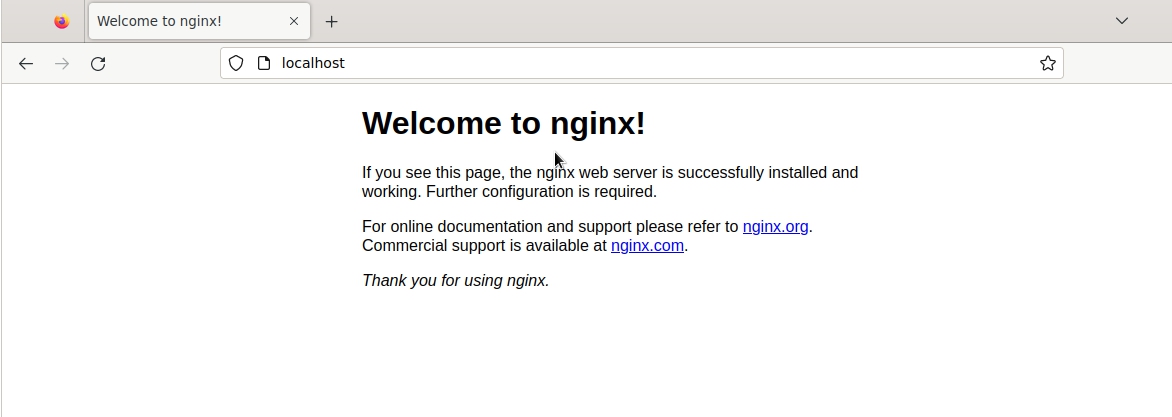 Welcome to nginx!
localhost
Welcome to nginx!
If you see this page, the nginx web server is successfully installed and
working. Further configuration is required.
For online documentation and support please refer to nginx.org.
Commercial support is available at nginx.com.
Thank you for using nginx.